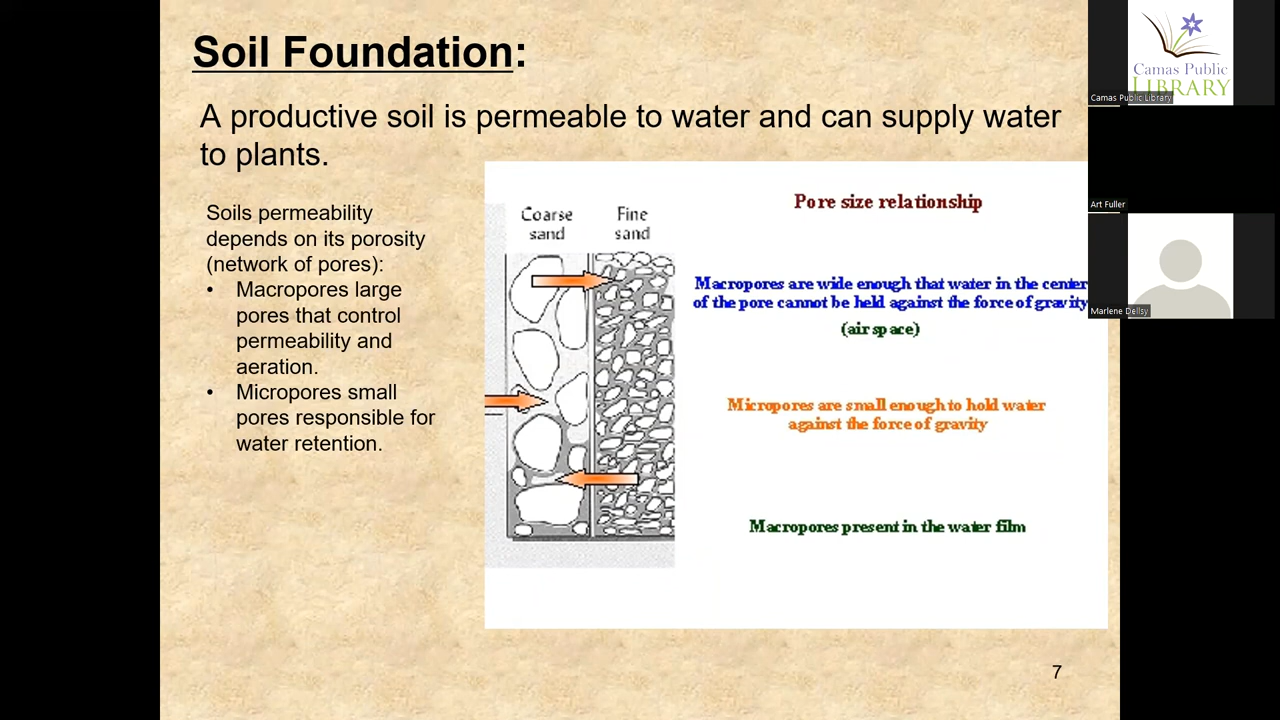 Soil Foundation:
A productive soil is permeable to water and can supply water
to plants.
Soils permeability
depends on its porosity
(network of pores):
• Macropores large
pores that control
permeability and
aeration.
• Micropores small
pores responsible for
water retention.
Coarse
sand
Fine
sand
Pore size relationship
Macropores are wide enough that water in the center
of the pore cannot be held against the force of gravity
(air space)
Micropores are small enough to hold water
against the force of gravity
Macropores present in the water film
7
Camas Public
LIBRARY
Camas Public Library
Art Fuller
Marlene Dellsy